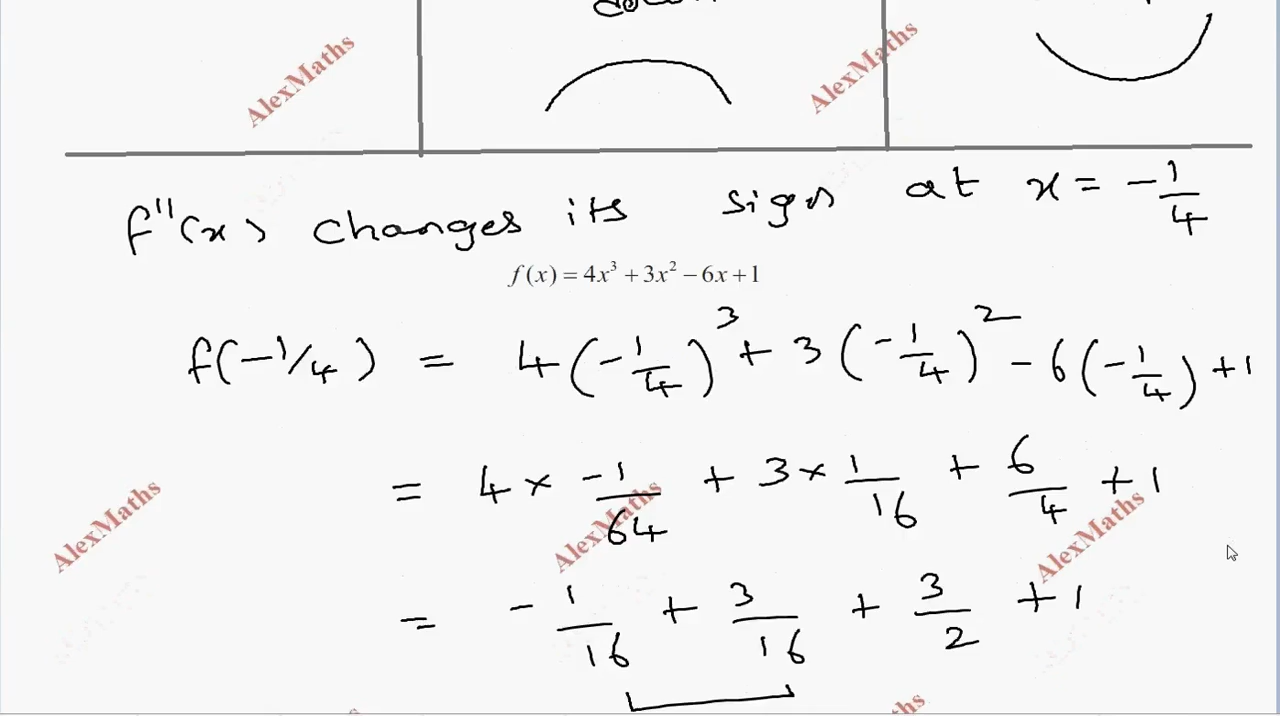 AlexMaths AlexMaths
f''(x) changes its sign at x = -1/4
f(x) = 4x³ + 3x² − 6x + 1
f(-1/4) = 4(-1/4)³ + 3(-1/4)² - 6(-1/4) + 1
= 4 × -1/64 + 3 × 1/16 + 6/4 + 1
AlexMaths AlexMaths AlexMaths
= -1/16 + 3/16 + 3/2 + 1